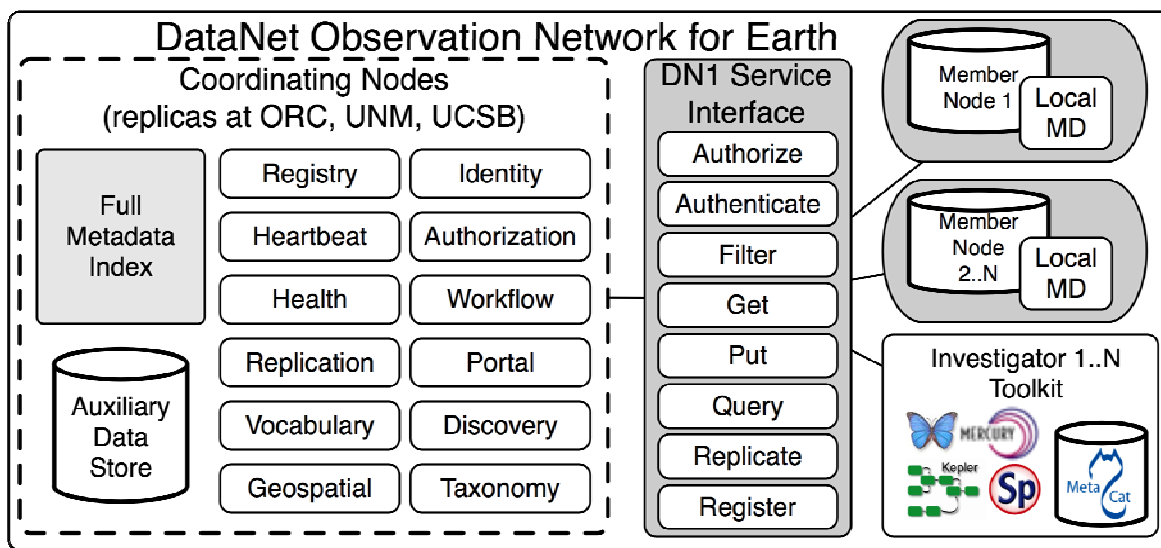 DataNet Observation Network for Earth
Coordinating Nodes
(replicas at ORC, UNM, UCSB)
Full
Metadata
Index
Auxiliary
Data
Store
Registry
Identity
Heartbeat
Authorization
Health
Workflow
Replication
Portal
Vocabulary
Discovery
Geospatial
Taxonomy
DN1 Service
Interface
Authorize
Authenticate
Filter
Get
Put
Query
Replicate
Register
Member
Node 1
Local
MD
Member
Node
2..N
Local
MD
Investigator 1..N
Toolkit
MERCURY
Kepler
Sp
Meta
Cat